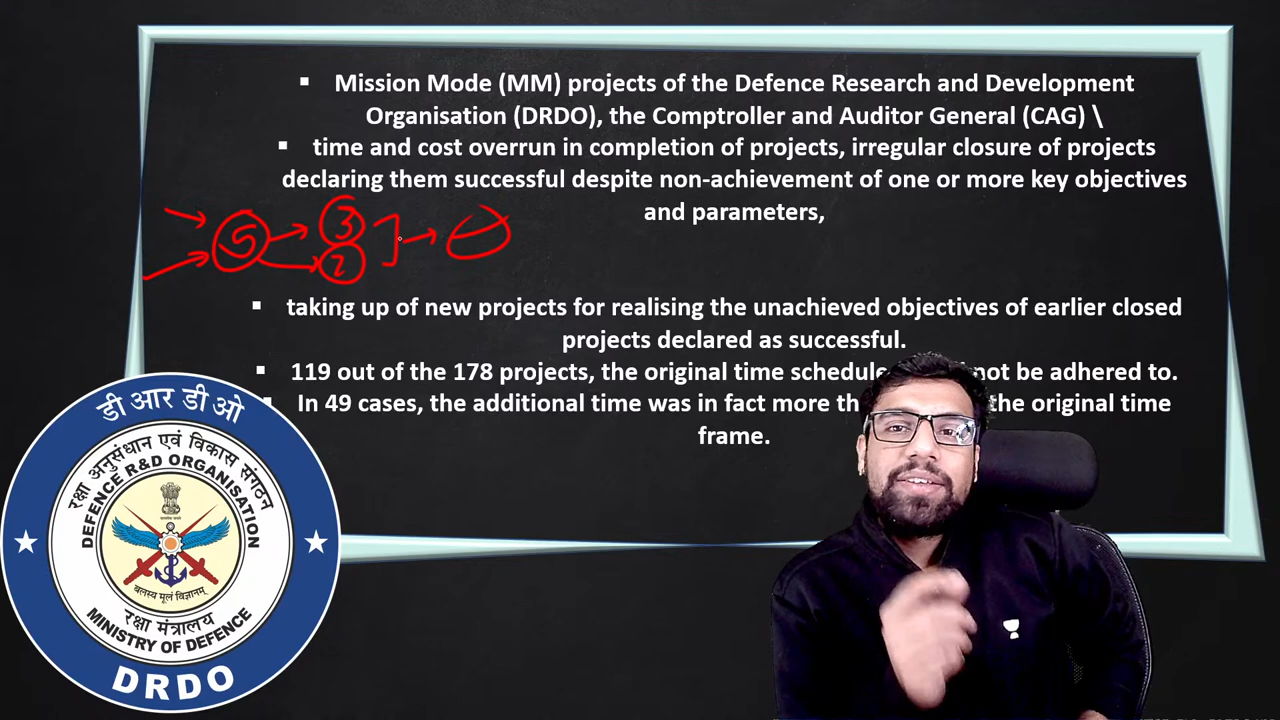 ▪ Mission Mode (MM) projects of the Defence Research and Development
Organisation (DRDO), the Comptroller and Auditor General (CAG) \
▪ time and cost overrun in completion of projects, irregular closure of projects
declaring them successful despite non-achievement of one or more key objectives
and parameters,
5 3
2
▪ taking up of new projects for realising the unachieved objectives of earlier closed
projects declared as successful.
▪ 119 out of the 178 projects, the original time schedule not be adhered to.
▪ In 49 cases, the additional time was in fact more the original time
frame.
डी आर डी ओ
रक्षा अनुसंधान एवं विकास संगठन
DEFENCE R&D ORGANISATION
बलस्य मूलं विज्ञानम्
रक्षा मंत्रालय
MINISTRY OF DEFENCE
DRDO